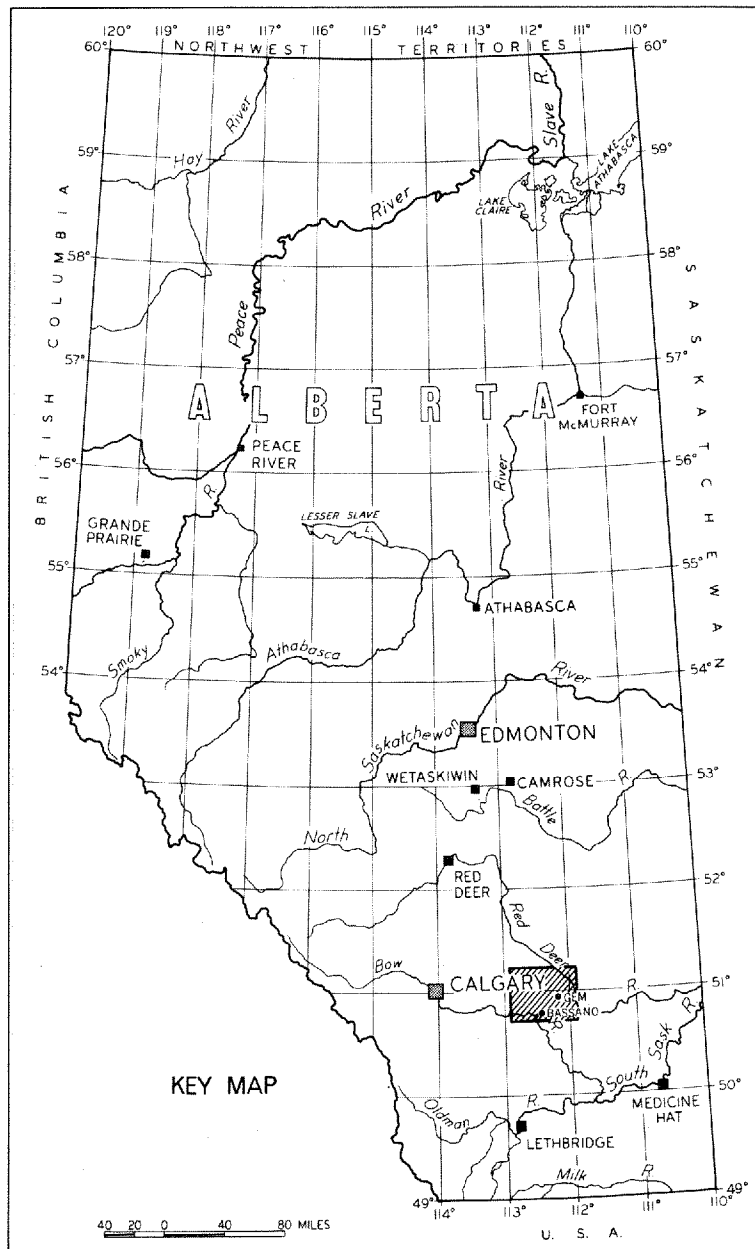 120° 119° 118° 117° 116° 115° 114° 113° 112° 111° 110°
60° NORTHWEST TERRITORIES 60°
Slave R.
Hay River
59° 59°
LAKE ATHABASCA
LAKE CLAIRE
River
58° 58°
Peace
57° 57°
BRITISH COLUMBIA
SASKATCHEWAN
ALBERTA
FORT
McMURRAY
PEACE
RIVER
56° 56°
River
R.
LESSER SLAVE
L.
GRANDE
PRAIRIE
55° 55°
ATHABASCA
Smoky
Athabasca
54° 54°
River
Saskatchewan
EDMONTON
WETASKIWIN
CAMROSE
53° 53°
Battle R.
North
RED
DEER
52° 52°
Red
Deer
Bow
CALGARY
51° 51°
GEM
BASSANO
R.
R.
South Sask R.
KEY MAP
50°
MEDICINE
HAT
Oldman R.
LETHBRIDGE
Milk R.
49° 49°
114° 113° 112° 111° 110°
U. S. A.
40 20 0 40 80 MILES